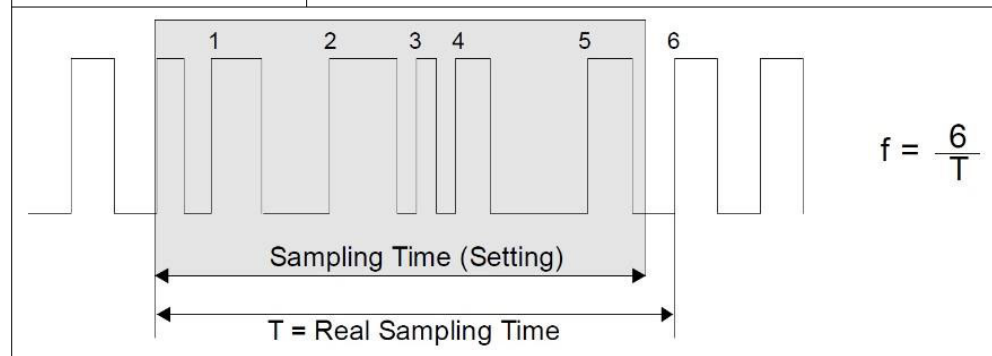 1 2 3 4 5 6
f = 6
T
Sampling Time (Setting)
T = Real Sampling Time